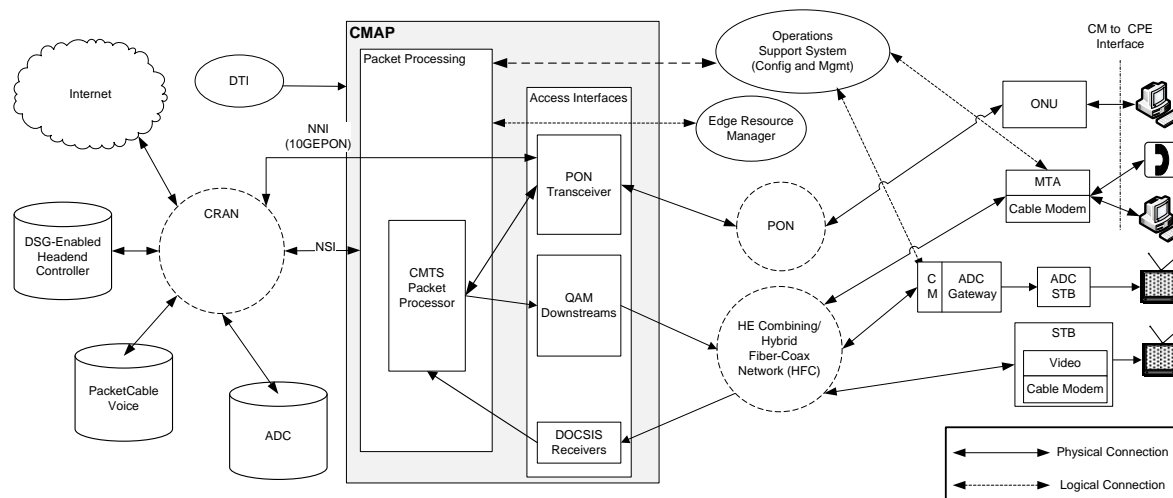 CMAP
Packet Processing
Operations
Support System
(Config and Mgmt)
CM to CPE
Interface
Internet
DTI
Access Interfaces
Edge Resource
Manager
ONU
NNI
(10GEPON)
PON
Transceiver
CRAN
PON
MTA
Cable Modem
DSG-Enabled
Headend
Controller
NSI
CMTS
Packet
Processor
QAM
Downstreams
C
M
ADC
Gateway
ADC
STB
HE Combining/
Hybrid
Fiber-Coax
Network (HFC)
STB
Video
Cable Modem
PacketCable
Voice
ADC
DOCSIS
Receivers
Physical Connection
Logical Connection